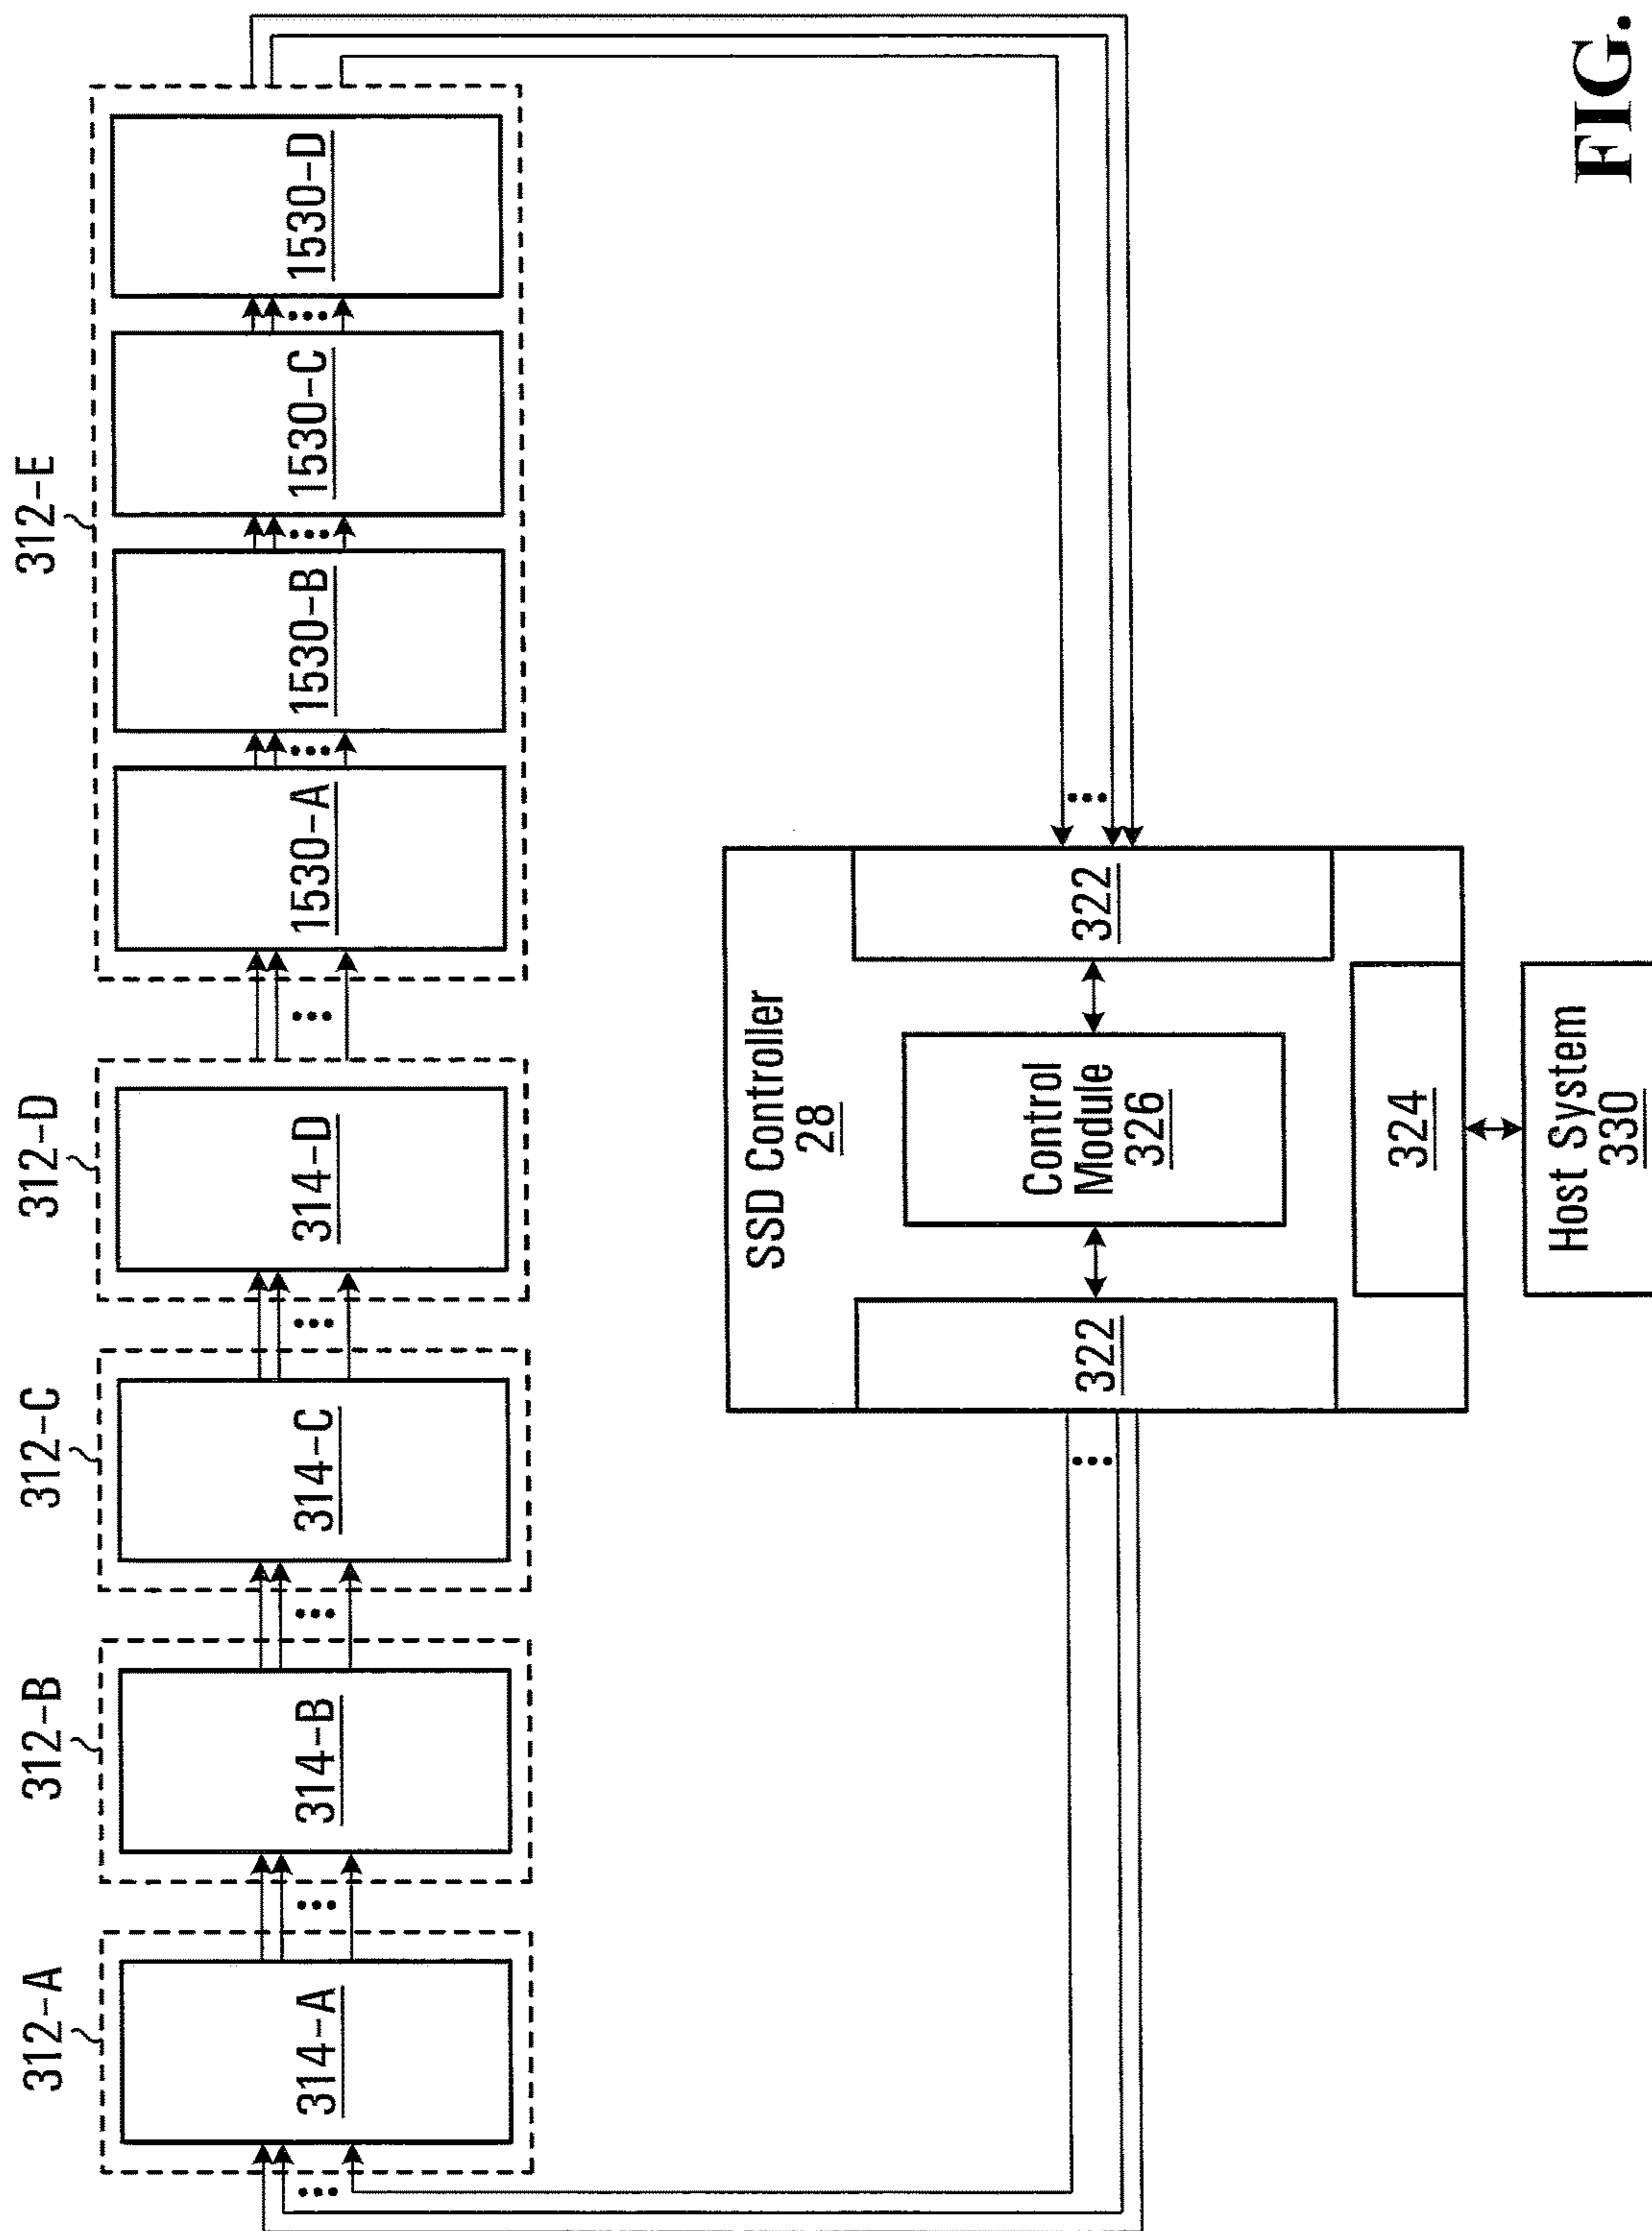 312-A
312-B
312-C
312-D
312-E
314-A
314-B
314-C
314-D
1530-A
1530-B
1530-C
1530-D
SSD Controller
28
322
Control
Module
326
322
324
Host System
330
FIG.